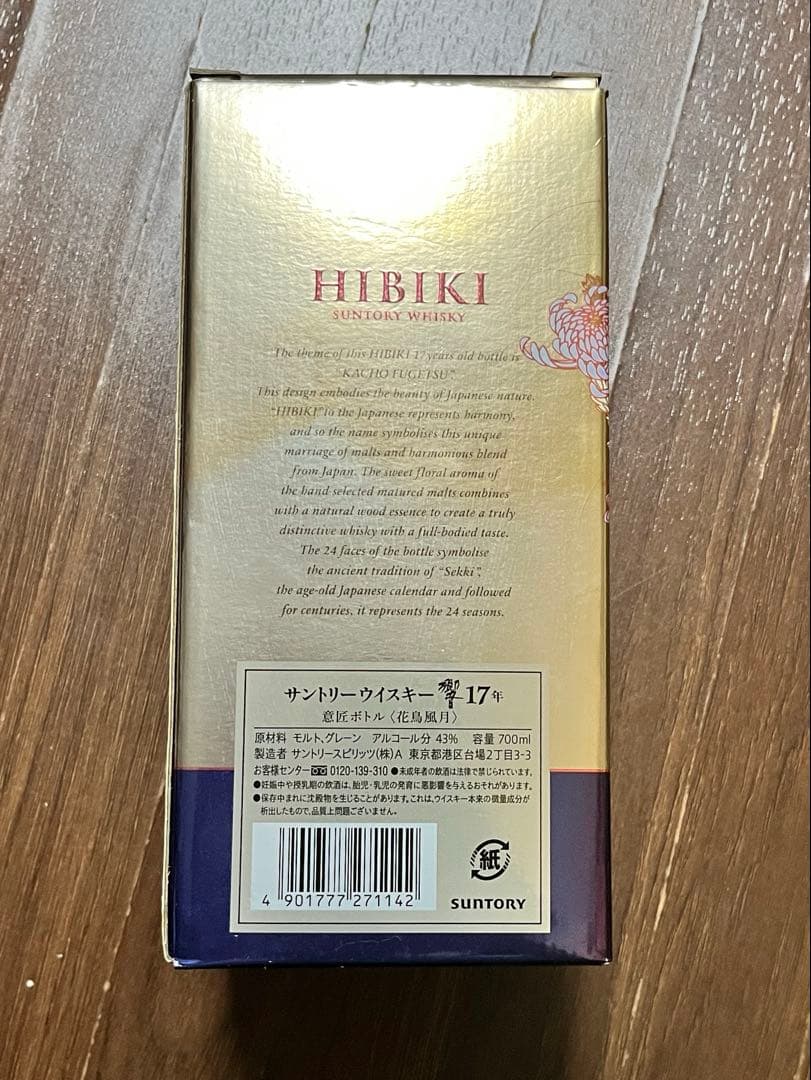 HIBIKI
SUNTORY WHISKY
The theme of this HIBIKI 17years old bottle is
"KACHO FUGETSU"
This design embodies the beauty of Japanese nature.
"HIBIKI"to the Japanese represents harmony,
and so the name symbolises this unique
marriage of malts and harmonious blend
from Japan. The sweet floral aroma of
the hand selected matured malts combines
with a natural wood essence to create a truly
distinctive whisky with a full-bodied taste.
The 24 faces of the bottle symbolise
the ancient tradition of "Sekki",
the age-old Japanese calendar and followed
for centuries, it represents the 24 seasons.
サントリーウイスキー 響 17年
意匠ボトル〈花鳥風月〉
原材料 モルト、グレーン アルコール分 43% 容量 700ml
製造者 サントリースピリッツ(株)A 東京都港区台場2丁目3-3
お客様センター 0120-139-310 ●未成年者の飲酒は法律で禁じられています。
●妊娠中や授乳期の飲酒は、胎児・乳児の発育に悪影響を与えるおそれがあります。
●保存中まれに沈殿物を生じることがあります。これは、ウイスキー本来の微量成分が
析出したもので、品質上問題ございません。
4 901777 271142
紙
SUNTORY